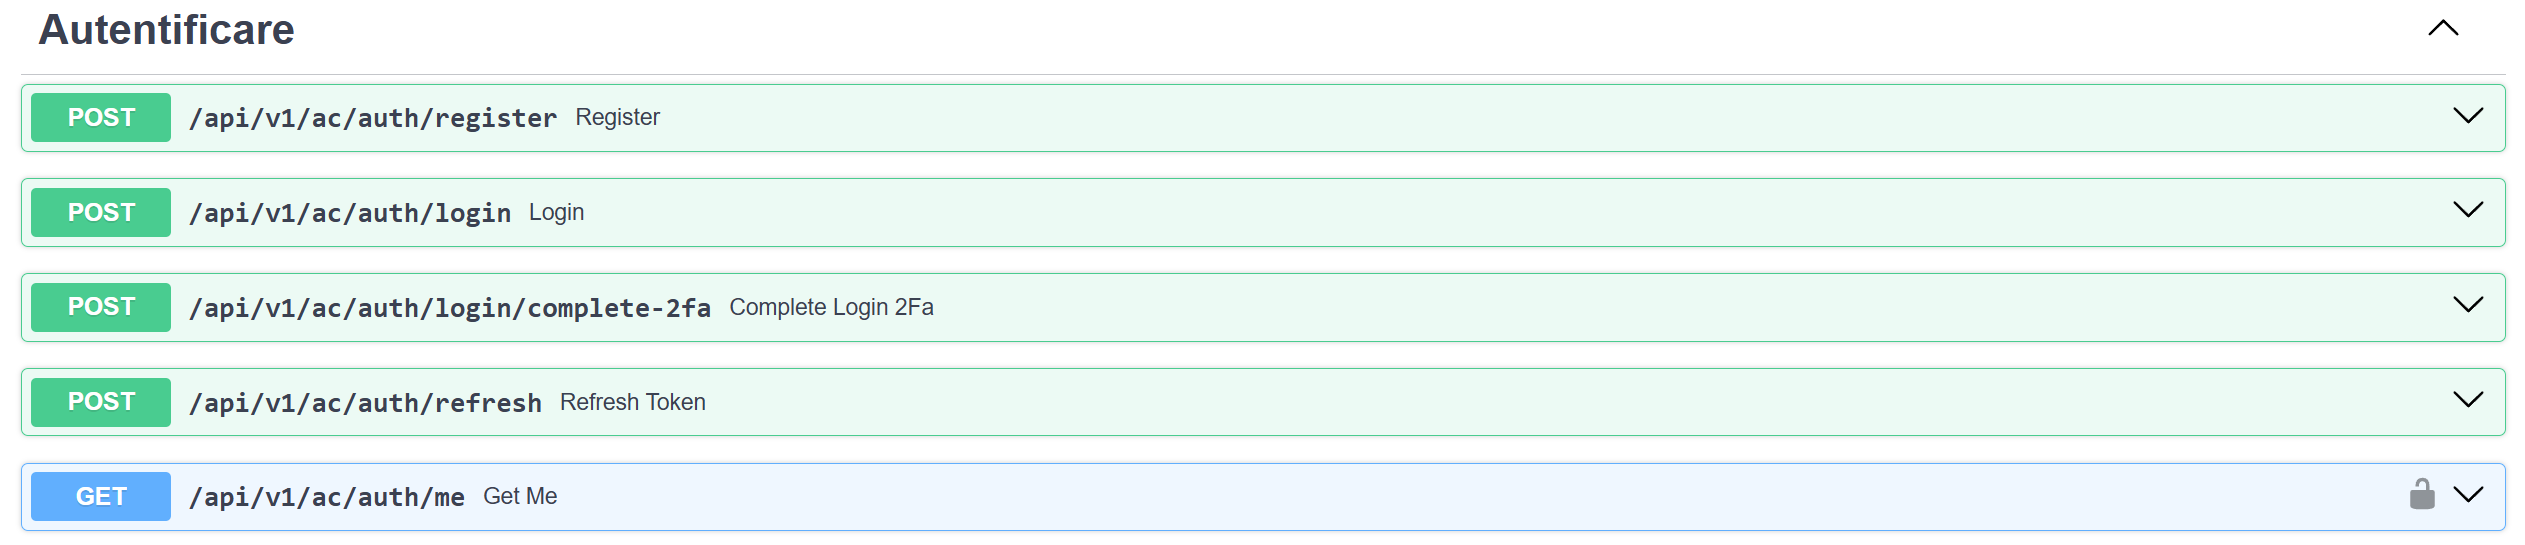 Autentificare
POST /api/v1/ac/auth/register Register
POST /api/v1/ac/auth/login Login
POST /api/v1/ac/auth/login/complete-2fa Complete Login 2Fa
POST /api/v1/ac/auth/refresh Refresh Token
GET /api/v1/ac/auth/me Get Me